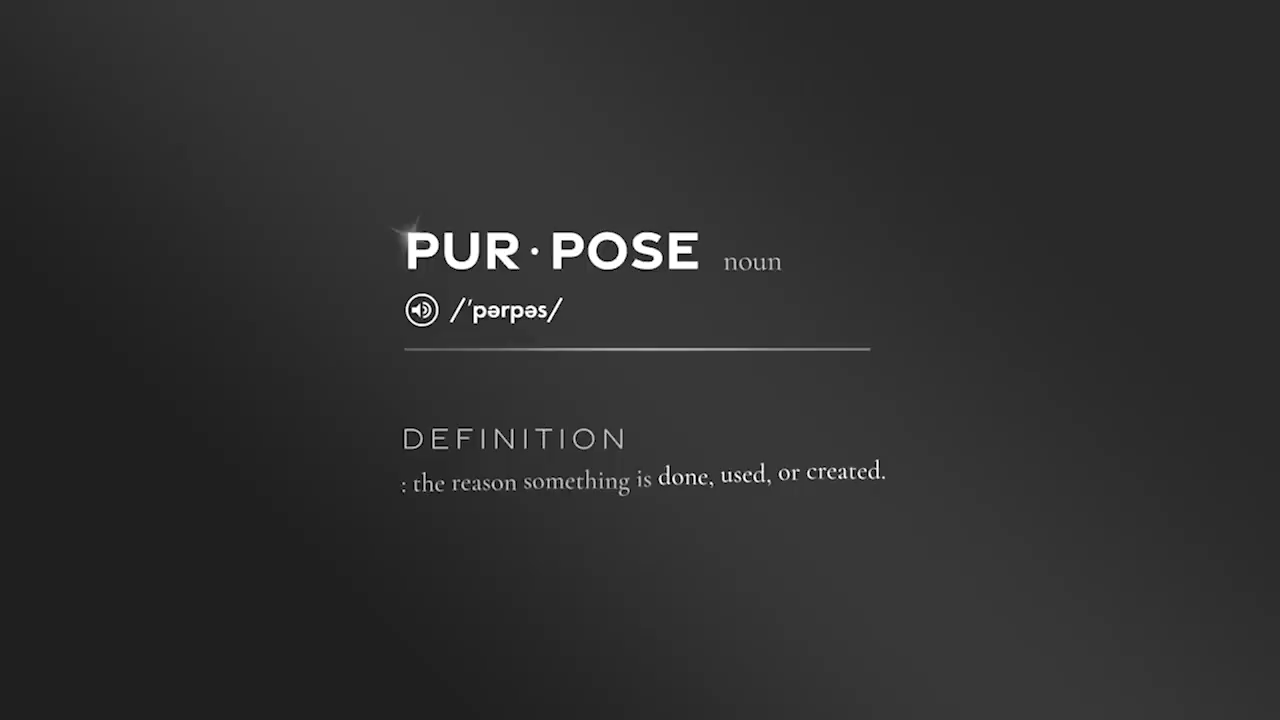 PUR·POSE noun
/ˈpərpəs/
DEFINITION
: the reason something is done, used, or created.